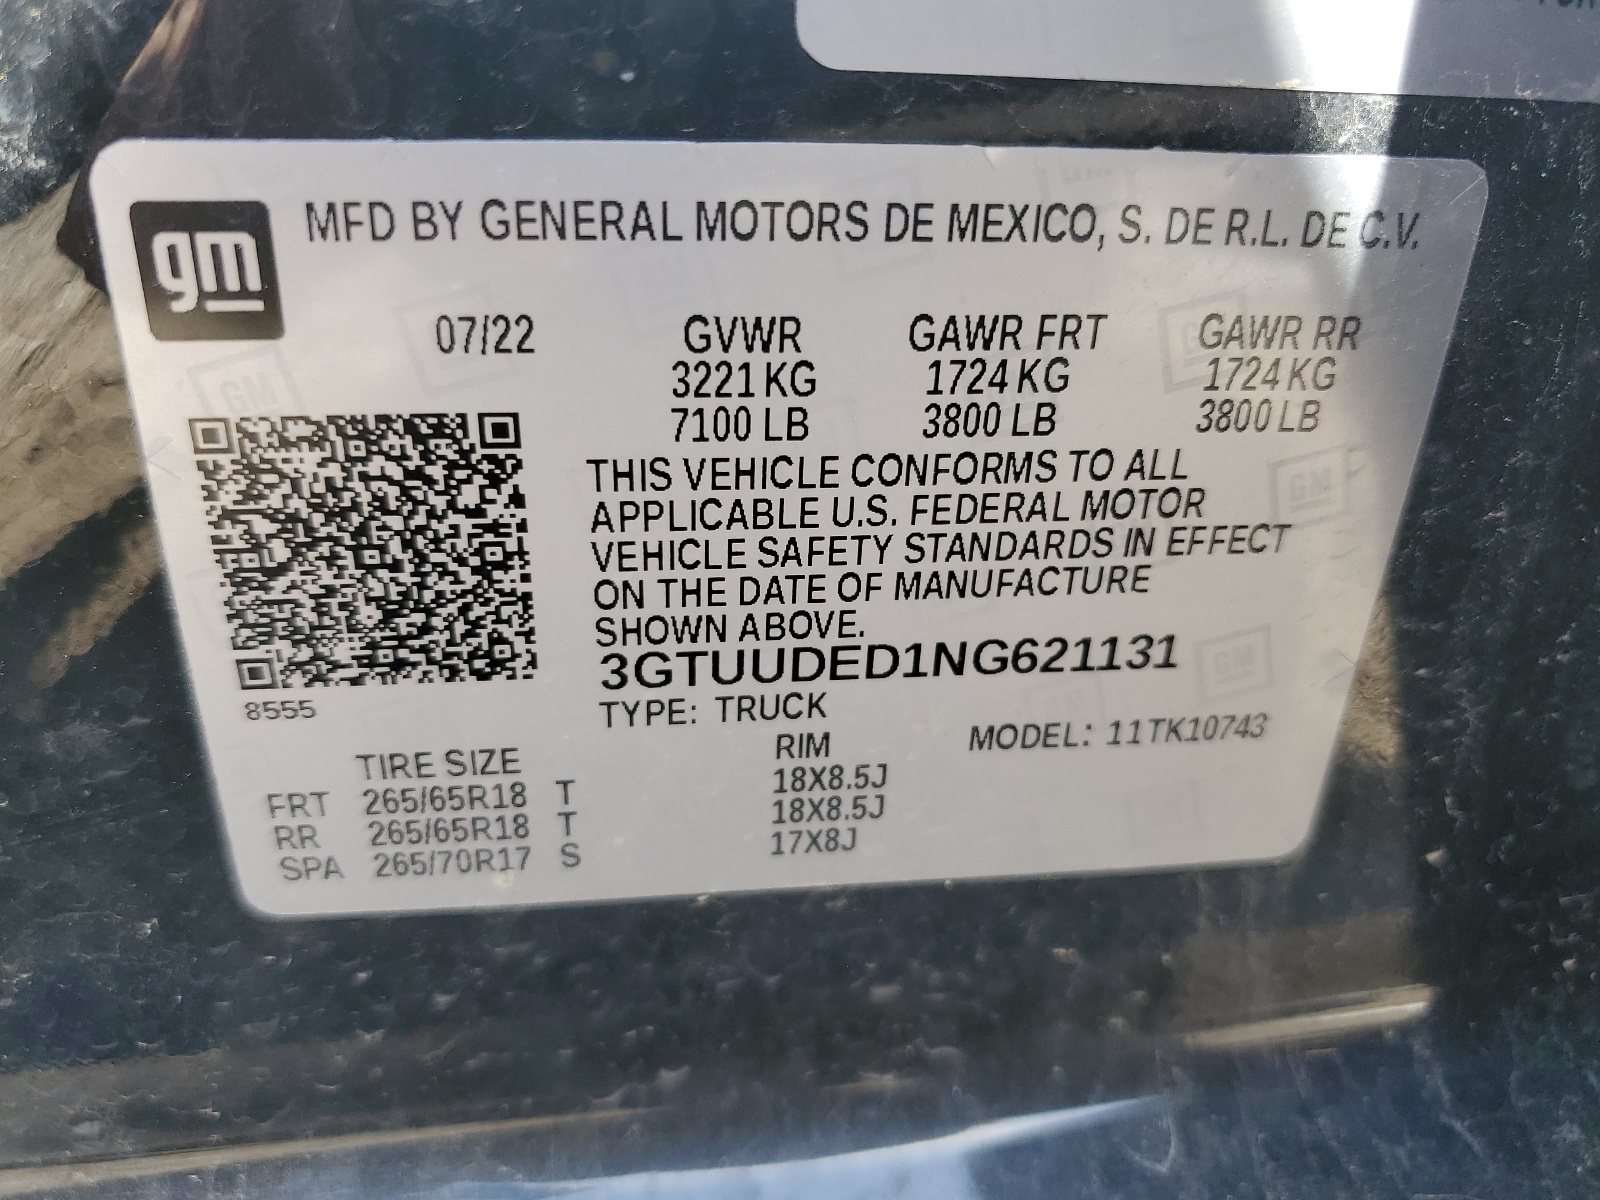 gm
MFD BY GENERAL MOTORS DE MEXICO, S. DE R.L. DE C.V.
07/22 GVWR GAWR FRT GAWR RR
3221 KG 1724 KG 1724 KG
7100 LB 3800 LB 3800 LB
THIS VEHICLE CONFORMS TO ALL
APPLICABLE U.S. FEDERAL MOTOR
VEHICLE SAFETY STANDARDS IN EFFECT
ON THE DATE OF MANUFACTURE
SHOWN ABOVE.
3GTUUDED1NG621131
8555
TYPE: TRUCK
MODEL: 11TK10743
TIRE SIZE RIM
FRT 265/65R18 T 18X8.5J
RR 265/65R18 T 18X8.5J
SPA 265/70R17 S 17X8J